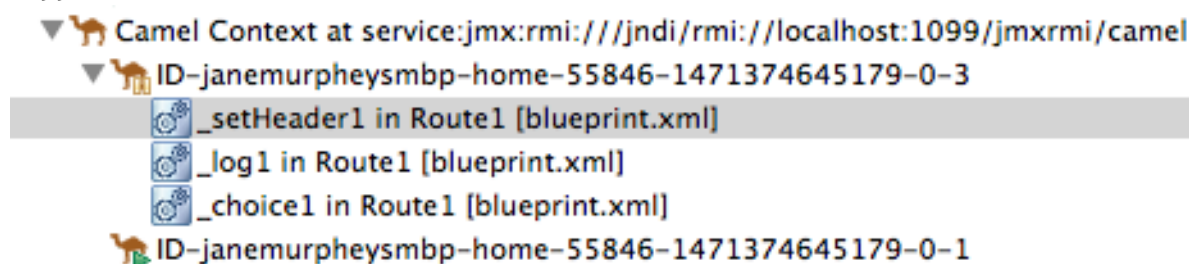 Camel Context at service:jmx:rmi:///jndi/rmi://localhost:1099/jmxrmi/camel
ID-janemurpheysmbp-home-55846-1471374645179-0-3
_setHeader1 in Route1 [blueprint.xml]
_log1 in Route1 [blueprint.xml]
_choice1 in Route1 [blueprint.xml]
ID-janemurpheysmbp-home-55846-1471374645179-0-1